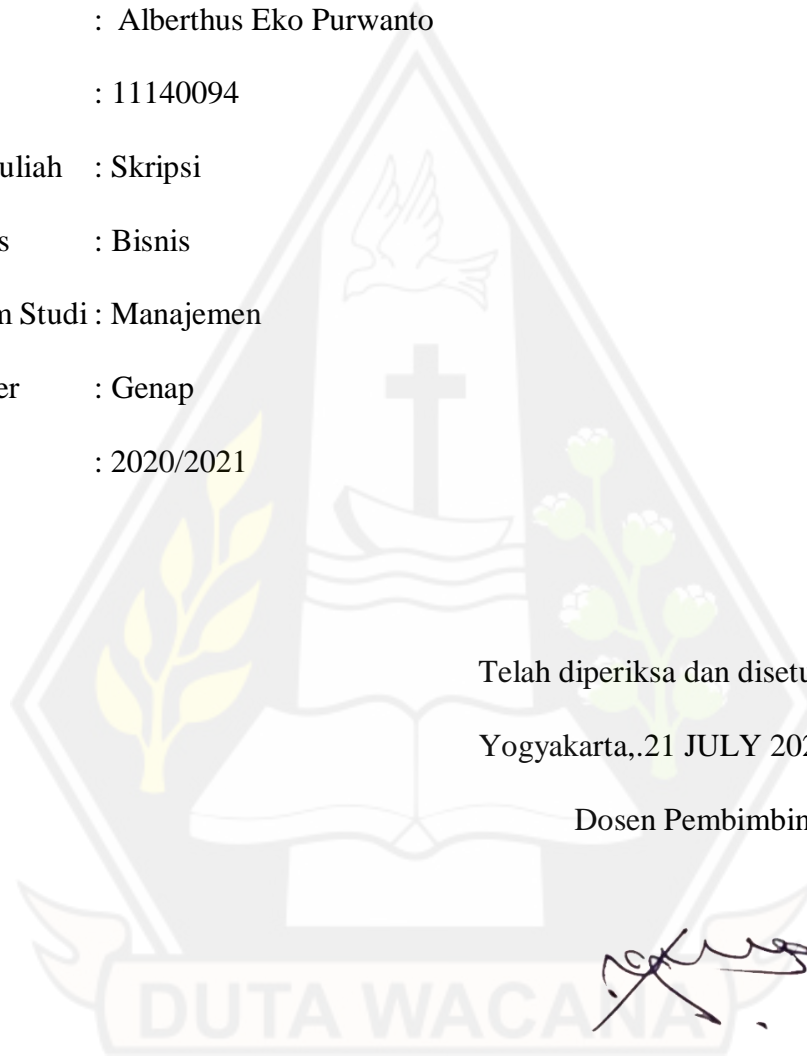 : Alberthus Eko Purwanto
: 11140094
uliah : Skripsi
s : Bisnis
m Studi : Manajemen
er : Genap
: 2020/2021
Telah diperiksa dan disetu
Yogyakarta,.21 JULY 202
Dosen Pembimbin
DUTA WACANA